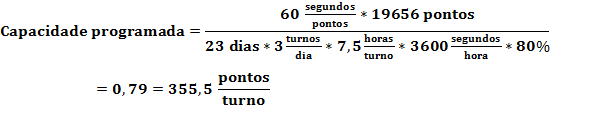 Capacidade programada = 60 segundos/pontos * 19656 pontos / 23 dias * 3 turnos/dia * 7,5 horas/turno * 3600 segundos/hora * 80%
= 0,79 = 355,5 pontos/turno